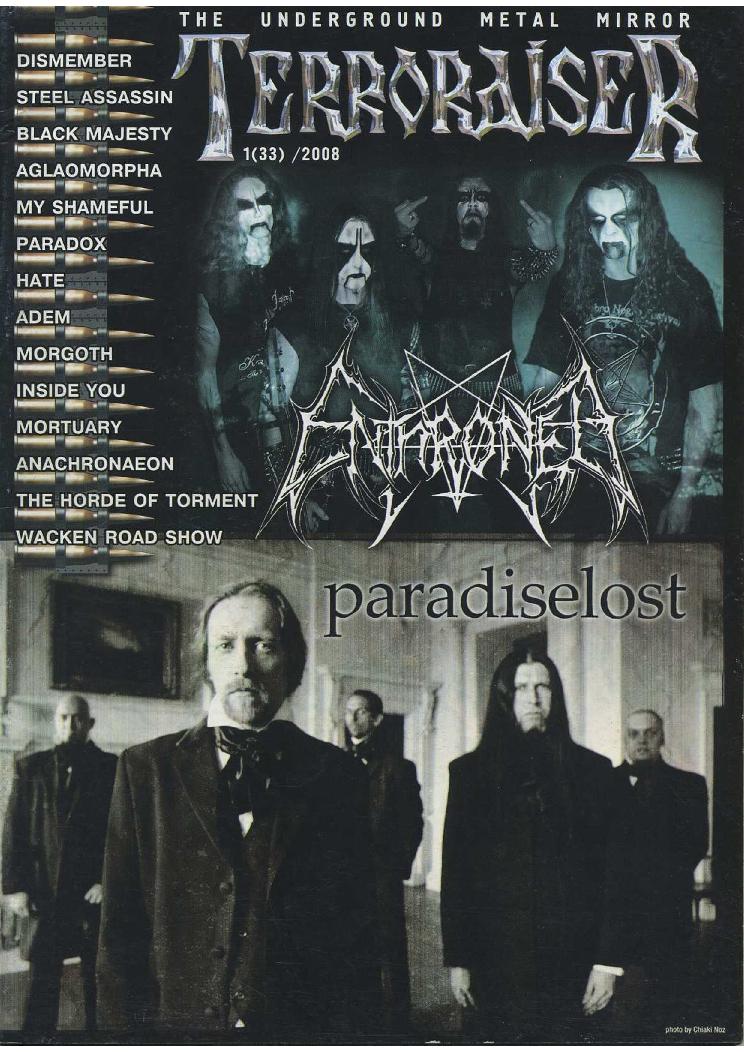 THE UNDERGROUND METAL MIRROR
TERRORAISER
1(33) /2008
DISMEMBER
STEEL ASSASSIN
BLACK MAJESTY
AGLAOMORPHA
MY SHAMEFUL
PARADOX
HATE
ADEM
MORGOTH
INSIDE YOU
MORTUARY
ANACHRONAEON
THE HORDE OF TORMENT
WACKEN ROAD SHOW
ENTHRONED
paradiselost
photo by Chiaki Noz